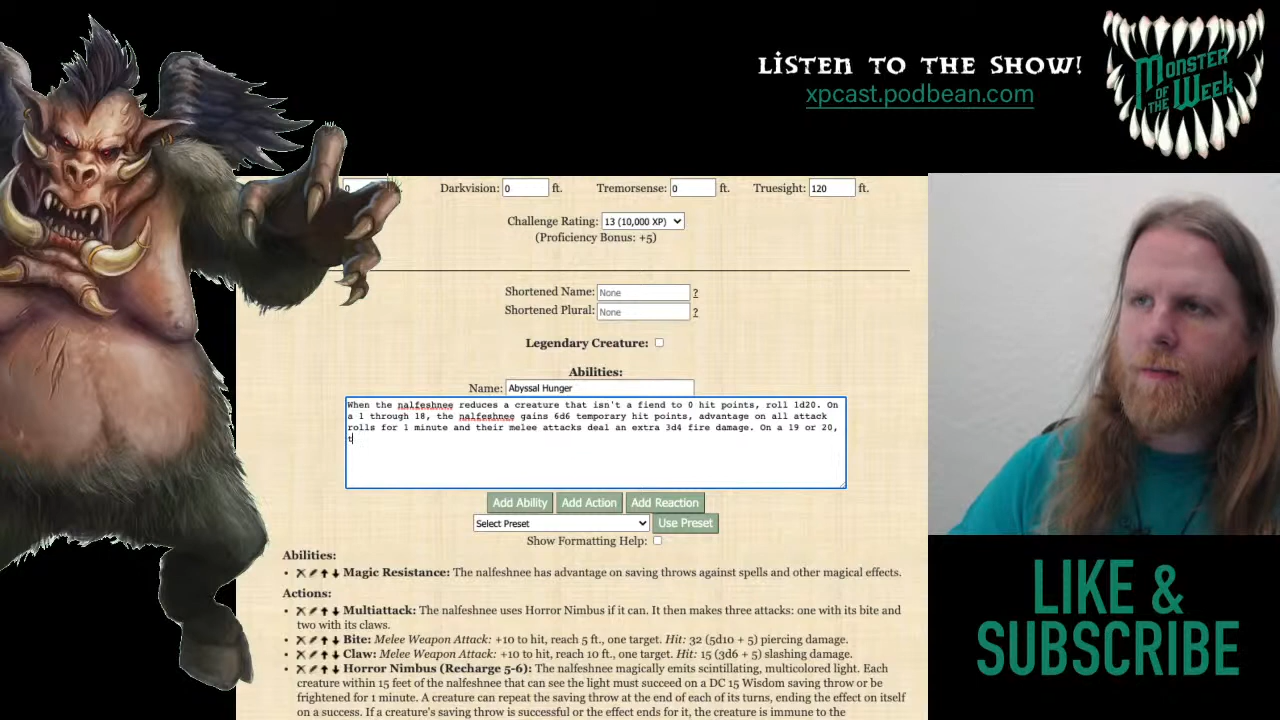 LISTEN TO THE SHOW!
xpcast.podbean.com
MONSTER
OF THE
WEEK
0 ft. Darkvision: 0 ft. Tremorsense: 0 ft. Truesight: 120 ft.
Challenge Rating: 13 (10,000 XP)
(Proficiency Bonus: +5)
Shortened Name: None ?
Shortened Plural: None ?
Legendary Creature:
Abilities:
Name: Abyssal Hunger
When the nalfeshnee reduces a creature that isn't a fiend to 0 hit points, roll 1d20. On
a 1 through 18, the nalfeshnee gains 6d6 temporary hit points, advantage on all attack
rolls for 1 minute and their melee attacks deal an extra 3d4 fire damage. On a 19 or 20,
t
Add Ability Add Action Add Reaction
Select Preset Use Preset
Show Formatting Help:
Abilities:
• Magic Resistance: The nalfeshnee has advantage on saving throws against spells and other magical effects.
Actions:
• Multiattack: The nalfeshnee uses Horror Nimbus if it can. It then makes three attacks: one with its bite and
two with its claws.
• Bite: Melee Weapon Attack: +10 to hit, reach 5 ft., one target. Hit: 32 (5d10 + 5) piercing damage.
• Claw: Melee Weapon Attack: +10 to hit, reach 10 ft., one target. Hit: 15 (3d6 + 5) slashing damage.
• Horror Nimbus (Recharge 5-6): The nalfeshnee magically emits scintillating, multicolored light. Each
creature within 15 feet of the nalfeshnee that can see the light must succeed on a DC 15 Wisdom saving throw or be
frightened for 1 minute. A creature can repeat the saving throw at the end of each of its turns, ending the effect on itself
on a success. If a creature's saving throw is successful or the effect ends for it, the creature is immune to the
LIKE &
SUBSCRIBE